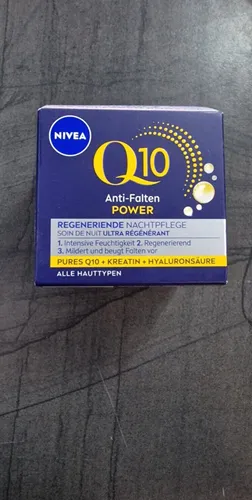 NIVEA
Q10
Anti-Falten
POWER
REGENERIENDE NACHTPFLEGE
SOIN DE NUIT ULTRA RÉGÉNÉRANT
1. Intensive Feuchtigkeit 2. Regenerierend
3. Mildert und beugt Falten vor
PURES Q10 + KREATIN + HYALURONSÄURE
ALLE HAUTTYPEN